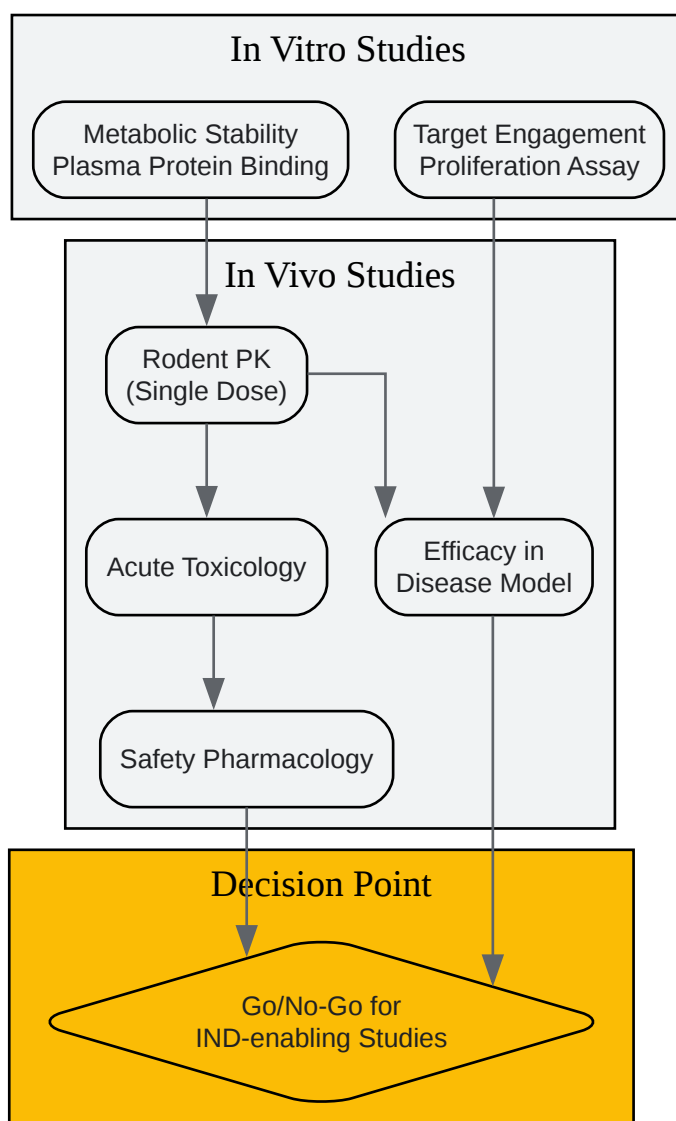 In Vitro Studies
Metabolic Stability
Plasma Protein Binding
Target Engagement
Proliferation Assay
In Vivo Studies
Rodent PK
(Single Dose)
Acute Toxicology
Efficacy in
Disease Model
Safety Pharmacology
Decision Point
Go/No-Go for
IND-enabling Studies